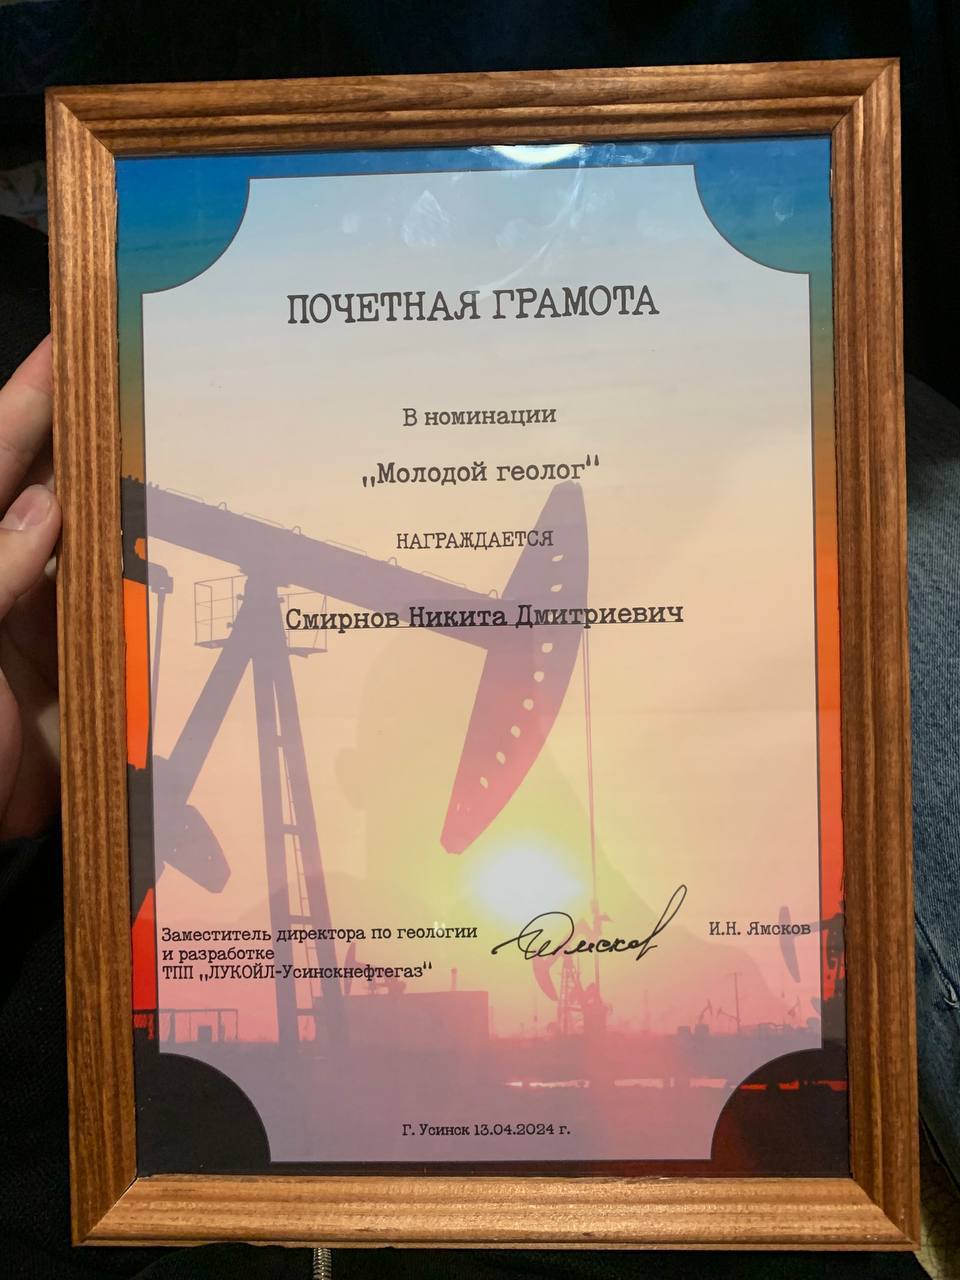 ПОЧЕТНАЯ ГРАМОТА
В номинации
„Молодой геолог“
НАГРАЖДАЕТСЯ
Смирнов Никита Дмитриевич
Заместитель директора по геологии
и разработке
ТПП „ЛУКОЙЛ-Усинскнефтегаз“
Ямсков
И.Н. Ямсков
Г. Усинск 13.04.2024 г.